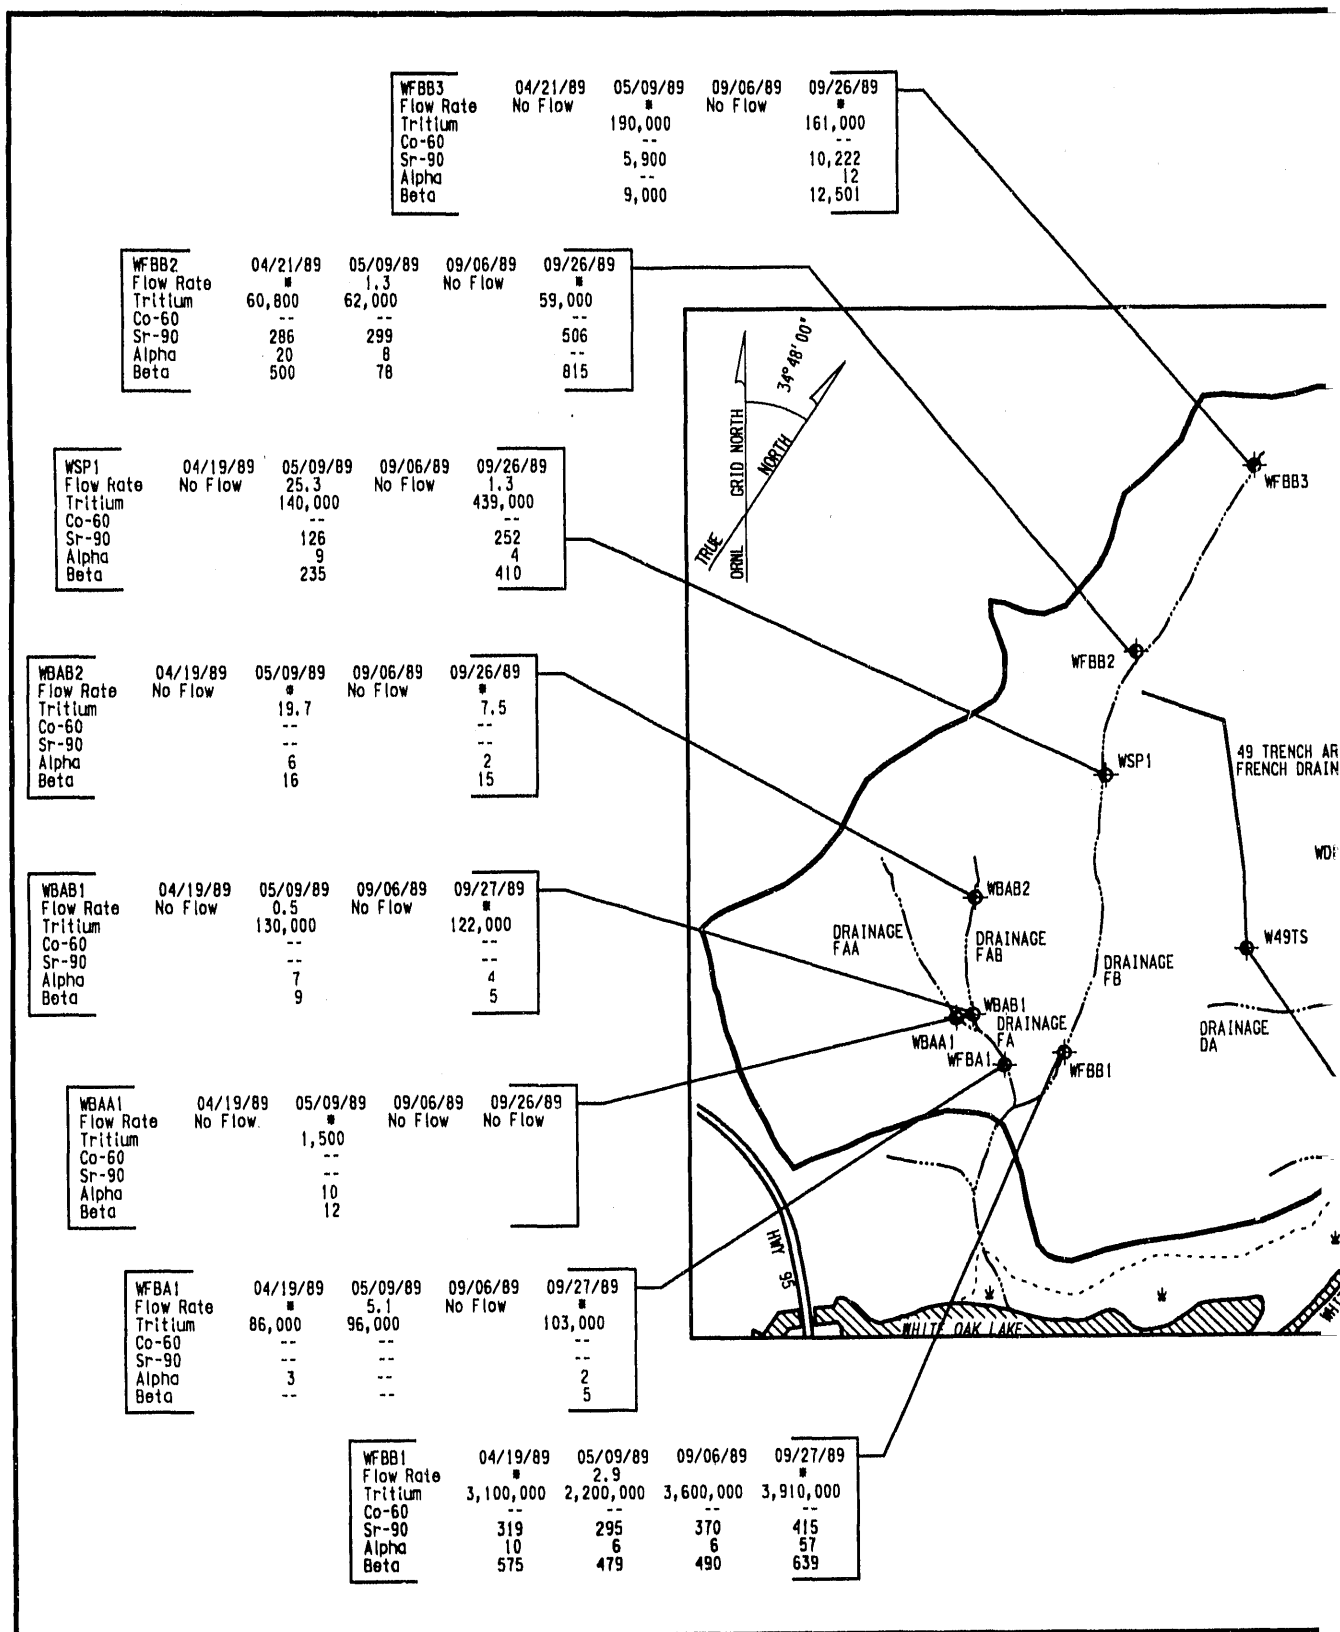 WFBB3 04/21/89 05/09/89 09/06/89 09/26/89
Flow Rate No Flow * No Flow *
Tritium 190,000 161,000
Co-60 -- --
Sr-90 5,900 10,222
Alpha -- 12
Beta 9,000 12,501
WFBB2 04/21/89 05/09/89 09/06/89 09/26/89
Flow Rate * 1.3 No Flow *
Tritium 60,800 62,000 59,000
Co-60 -- -- --
Sr-90 286 299 506
Alpha 20 8 --
Beta 500 78 815
WSP1 04/19/89 05/09/89 09/06/89 09/26/89
Flow Rate No Flow 25.3 No Flow 1.3
Tritium 140,000 439,000
Co-60 -- --
Sr-90 126 252
Alpha 9 4
Beta 235 410
WBAB2 04/19/89 05/09/89 09/06/89 09/26/89
Flow Rate No Flow * No Flow *
Tritium 19.7 7.5
Co-60 -- --
Sr-90 -- --
Alpha 6 2
Beta 16 15
WBAB1 04/19/89 05/09/89 09/06/89 09/27/89
Flow Rate No Flow 0.5 No Flow *
Tritium 130,000 122,000
Co-60 -- --
Sr-90 -- --
Alpha 7 4
Beta 9 5
WBAA1 04/19/89 05/09/89 09/06/89 09/26/89
Flow Rate No Flow * No Flow No Flow
Tritium 1,500
Co-60 --
Sr-90 --
Alpha 10
Beta 12
WFBA1 04/19/89 05/09/89 09/06/89 09/27/89
Flow Rate * 5.1 No Flow *
Tritium 86,000 96,000 103,000
Co-60 -- -- --
Sr-90 -- -- --
Alpha 3 -- 2
Beta -- -- 5
WFBB1 04/19/89 05/09/89 09/06/89 09/27/89
Flow Rate * 2.9 *
Tritium 3,100,000 2,200,000 3,600,000 3,910,000
Co-60 -- -- -- --
Sr-90 319 295 370 415
Alpha 10 6 6 57
Beta 575 479 490 639
34° 48' 00"
ORNL GRID NORTH
TRUE NORTH
WFBB3
WFBB2
WSP1
49 TRENCH AR
FRENCH DRAIN
WBAB2
W49TS
DRAINAGE
FAA
DRAINAGE
FAB
DRAINAGE
FB
WBAB1
DRAINAGE
FA
WBAA1
WFBA1
WFBB1
DRAINAGE
DA
HWY 95
WHITE OAK LAKE